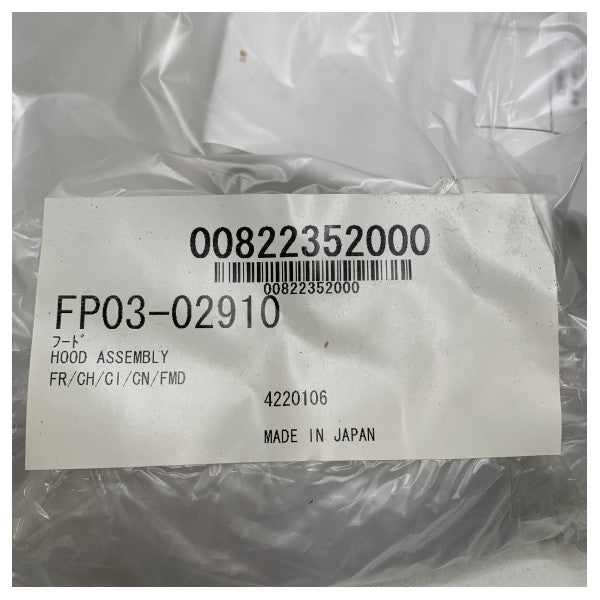 00822352000
00822352000
FP03-02910
フード
HOOD ASSEMBLY
FR/CH/CI/CN/FMD
4220106
MADE IN JAPAN